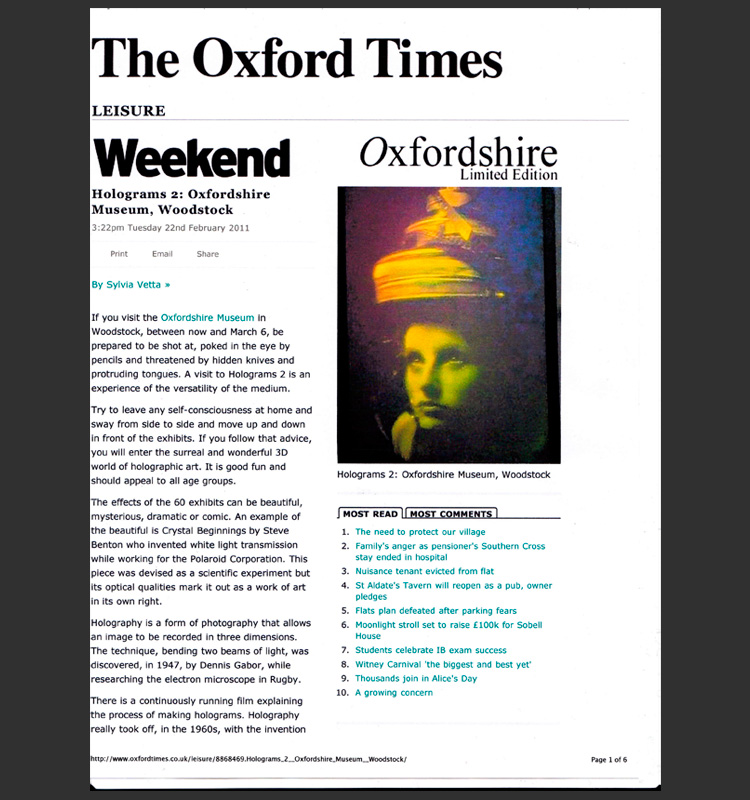 The Oxford Times
LEISURE
Weekend
Holograms 2: Oxfordshire
Museum, Woodstock
3:22pm Tuesday 22nd February 2011
Print Email Share
By Sylvia Vetta »
If you visit the Oxfordshire Museum in
Woodstock, between now and March 6, be
prepared to be shot at, poked in the eye by
pencils and threatened by hidden knives and
protruding tongues. A visit to Holograms 2 is an
experience of the versatility of the medium.
Try to leave any self-consciousness at home and
sway from side to side and move up and down
in front of the exhibits. If you follow that advice,
you will enter the surreal and wonderful 3D
world of holographic art. It is good fun and
should appeal to all age groups.
The effects of the 60 exhibits can be beautiful,
mysterious, dramatic or comic. An example of
the beautiful is Crystal Beginnings by Steve
Benton who invented white light transmission
while working for the Polaroid Corporation. This
piece was devised as a scientific experiment but
its optical qualities mark it out as a work of art
in its own right.
Holography is a form of photography that allows
an image to be recorded in three dimensions.
The technique, bending two beams of light, was
discovered, in 1947, by Dennis Gabor, while
researching the electron microscope in Rugby.
There is a continuously running film explaining
the process of making holograms. Holography
really took off, in the 1960s, with the invention
Oxfordshire
Limited Edition
Holograms 2: Oxfordshire Museum, Woodstock
MOST READ MOST COMMENTS
1. The need to protect our village
2. Family's anger as pensioner's Southern Cross
stay ended in hospital
3. Nuisance tenant evicted from flat
4. St Aldate's Tavern will reopen as a pub, owner
pledges
5. Flats plan defeated after parking fears
6. Moonlight stroll set to raise £100k for Sobell
House
7. Students celebrate IB exam success
8. Witney Carnival 'the biggest and best yet'
9. Thousands join in Alice's Day
10. A growing concern
http://www.oxfordtimes.co.uk/leisure/8868469.Holograms_2__Oxfordshire_Museum__Woodstock/
Page 1 of 6